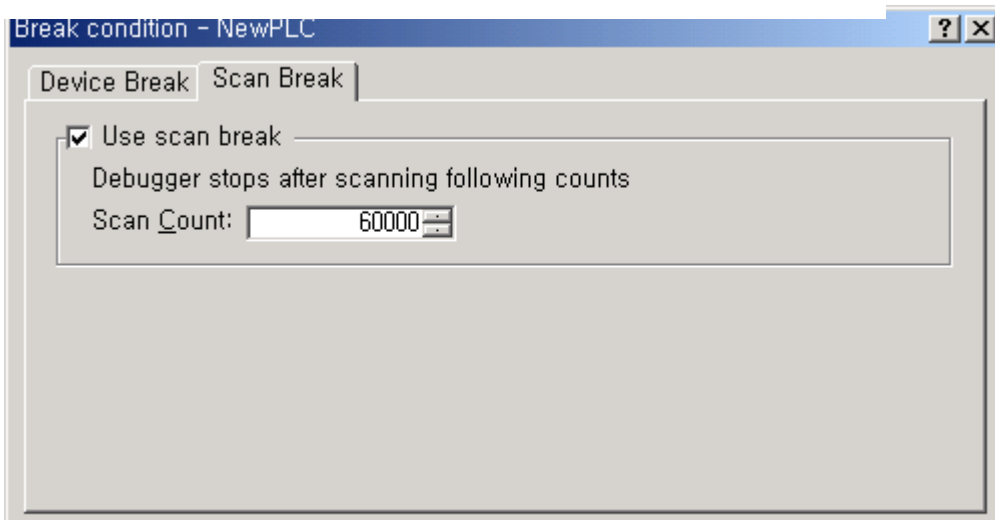 Break condition - NewPLC
Device Break Scan Break
Use scan break
Debugger stops after scanning following counts
Scan Count: 60000